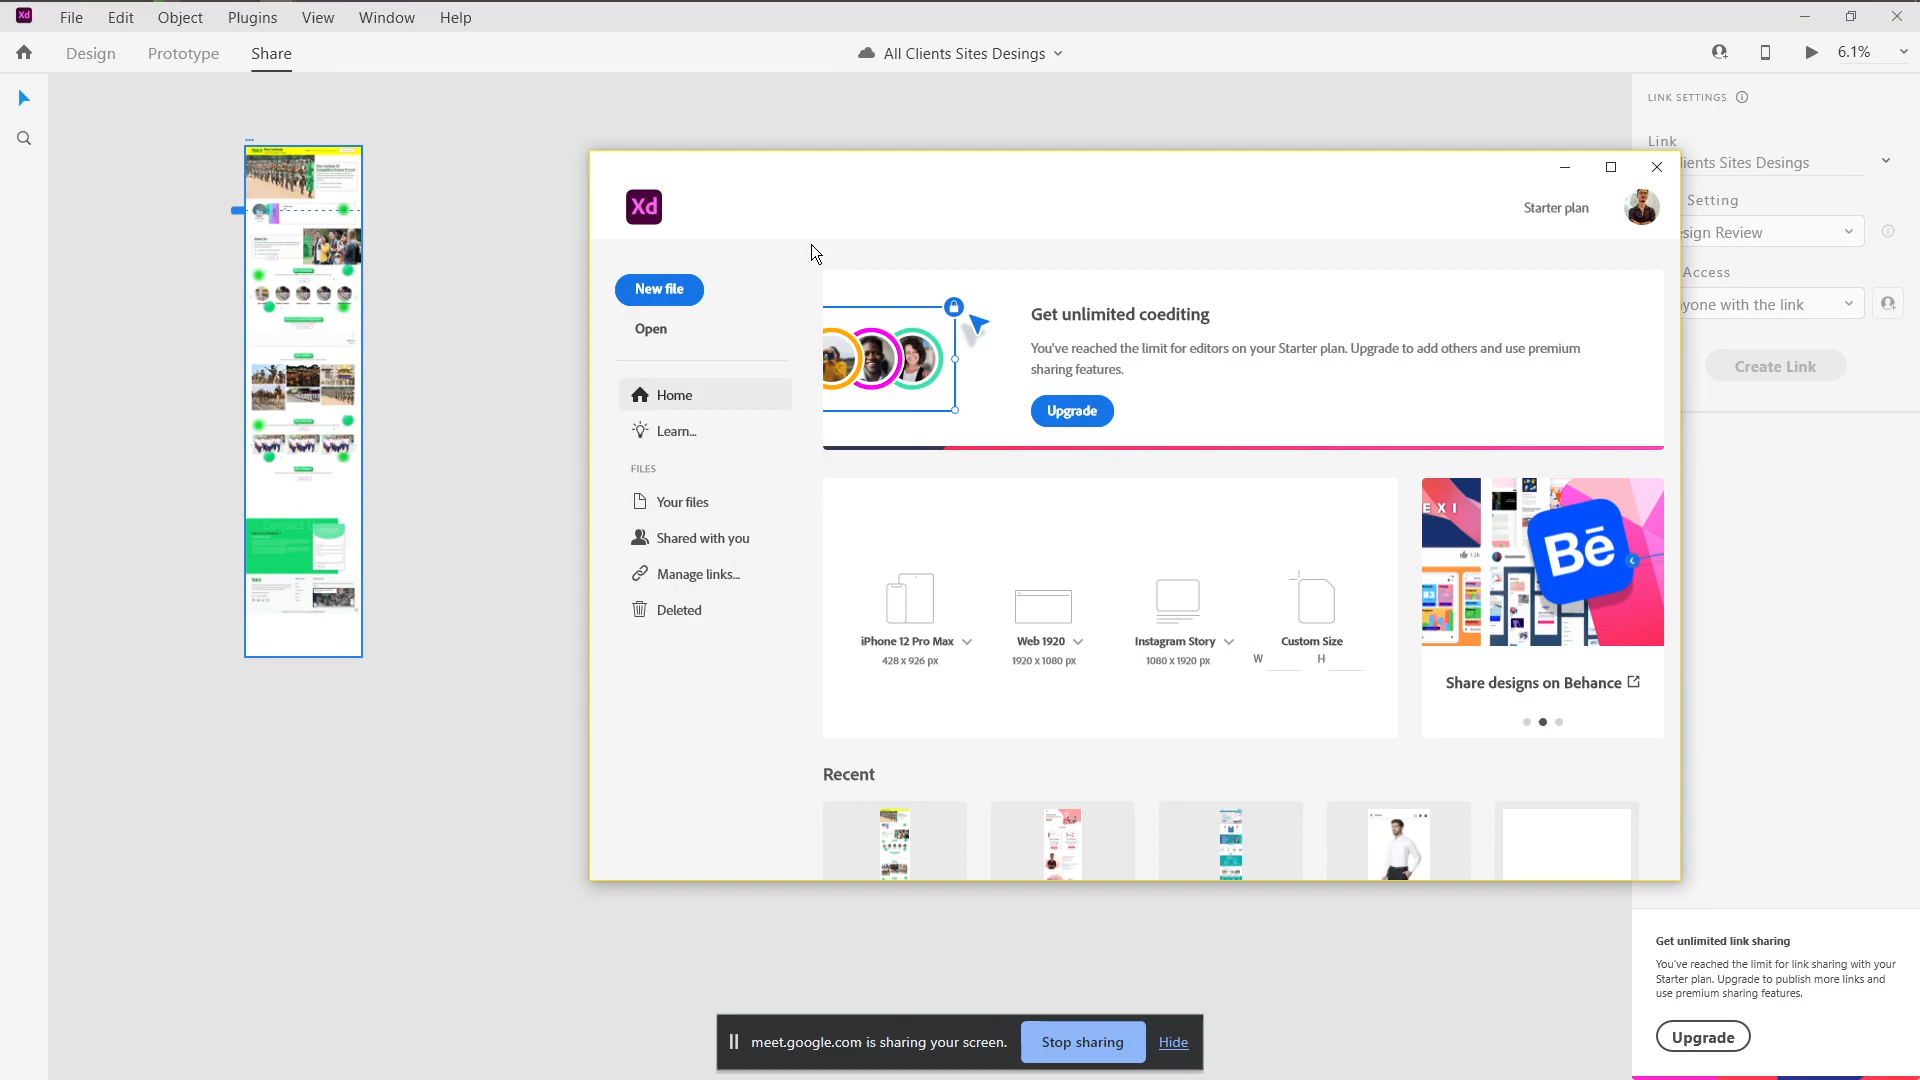 Xd File Edit Object Plugins View Window Help
Design Prototype Share
All Clients Sites Desings
6.1%
LINK SETTINGS
Link
ients Sites Desings
Setting
sign Review
Access
yone with the link
Create Link
Xd
Starter plan
New file
Open
Home
Learn...
FILES
Your files
Shared with you
Manage links...
Deleted
Get unlimited coediting
You've reached the limit for editors on your Starter plan. Upgrade to add others and use premium
sharing features.
Upgrade
iPhone 12 Pro Max
428 x 926 px
Web 1920
1920 x 1080 px
Instagram Story
1080 x 1920 px
Custom Size
W H
EXI
Bē
Share designs on Behance
Recent
Get unlimited link sharing
You've reached the limit for link sharing with your
Starter plan. Upgrade to publish more links and
use premium sharing features.
Upgrade
meet.google.com is sharing your screen.
Stop sharing
Hide